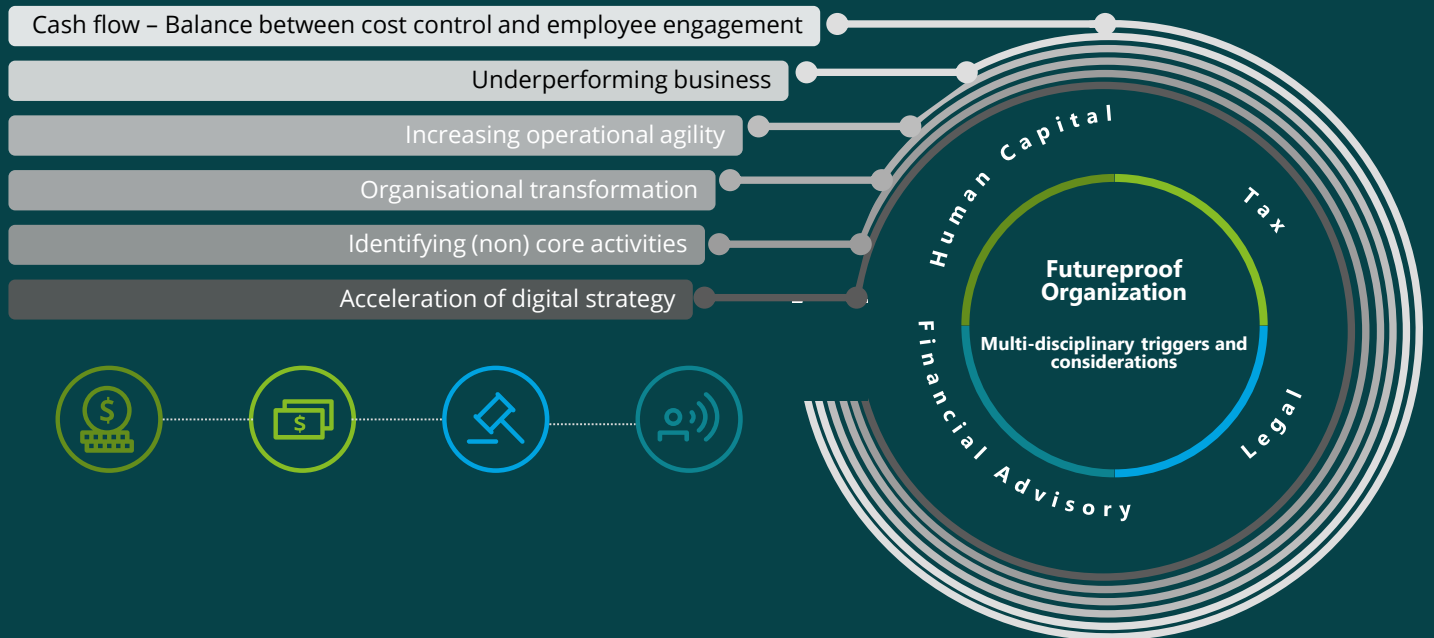 Cash flow – Balance between cost control and employee engagement
Underperforming business
Increasing operational agility
Organisational transformation
Identifying (non) core activities
Acceleration of digital strategy
Human Capital
Tax
Futureproof
Organization
Multi-disciplinary triggers and
considerations
Financial Advisory
Legal
$
$